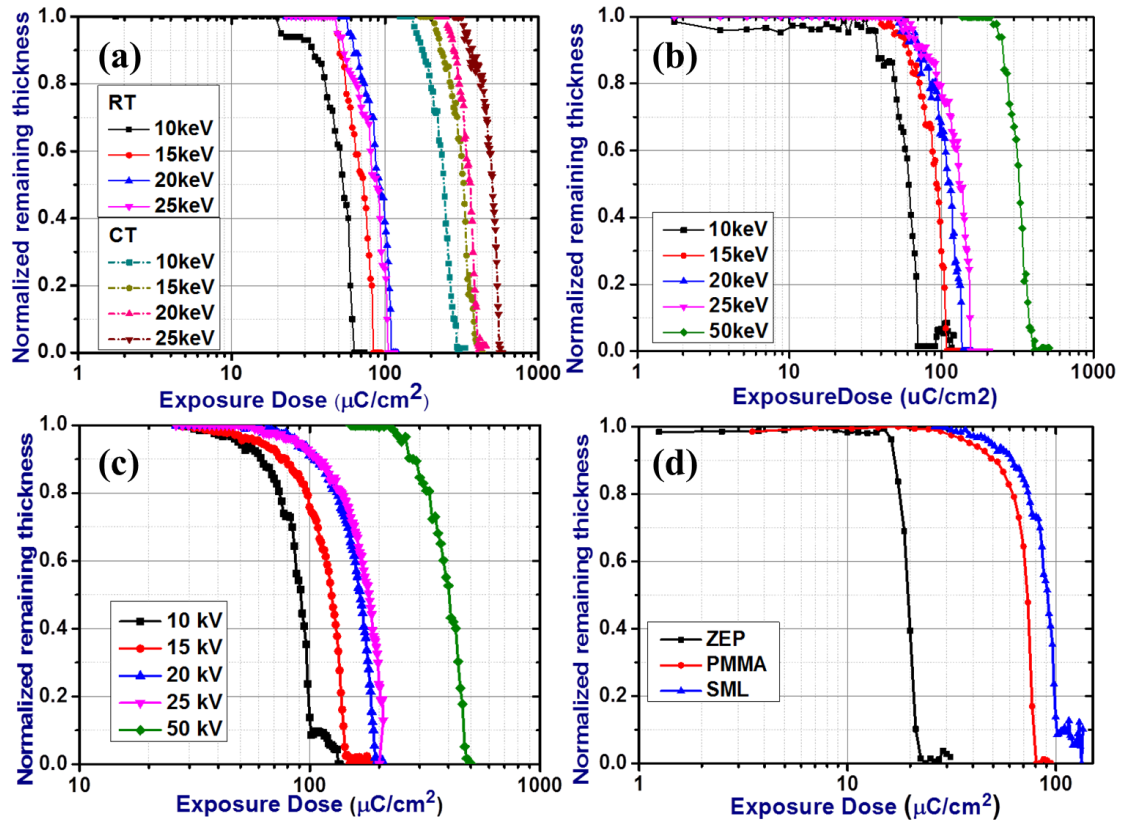 (a)
Normalized remaining thickness
1.0
0.8
0.6
0.4
0.2
0.0
RT
10keV
15keV
20keV
25keV
CT
10keV
15keV
20keV
25keV
1
10
100
1000
Exposure Dose (μC/cm²)
(b)
Normalized remaining thickness
1.0
0.8
0.6
0.4
0.2
0.0
10keV
15keV
20keV
25keV
50keV
1
10
100
1000
ExposureDose (uC/cm2)
(c)
Normalized remaining thickness
1.0
0.8
0.6
0.4
0.2
0.0
10 kV
15 kV
20 kV
25 kV
50 kV
10
100
1000
Exposure Dose (μC/cm²)
(d)
Normalized remaining thickness
1.0
0.8
0.6
0.4
0.2
0.0
ZEP
PMMA
SML
1
10
100
Exposure Dose (μC/cm²)